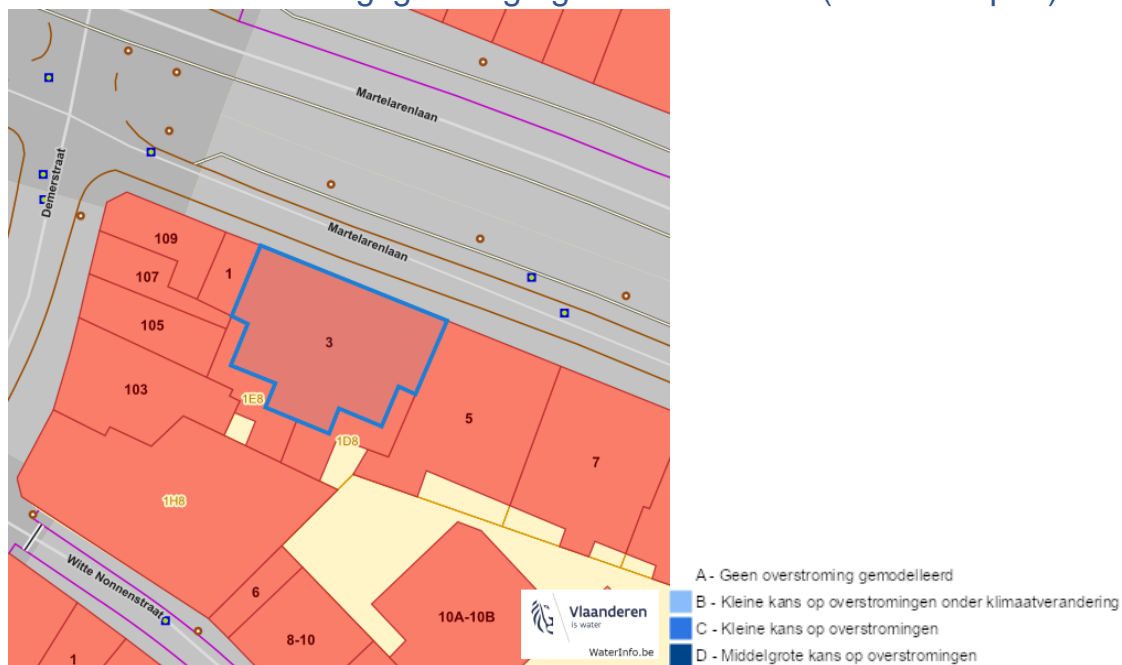 Martelarenlaan
Demerstraat
Martelarenlaan
109
107
1
105
3
103
1E8
5
1D8
7
1H8
Witte Nonnenstraat
6
8-10
10A-10B
1
Vlaanderen
is water
WaterInfo.be
A - Geen overstroming gemodelleerd
B - Kleine kans op overstromingen onder klimaatverandering
C - Kleine kans op overstromingen
D - Middelgrote kans op overstromingen